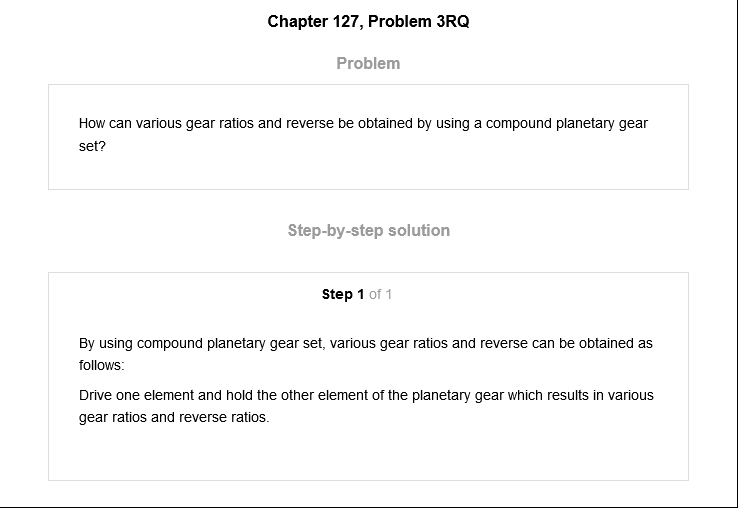 Chapter 127, Problem 3RQ
Problem
How can various gear ratios and reverse be obtained by using a compound planetary gear
set?
Step-by-step solution
Step 1 of 1
By using compound planetary gear set, various gear ratios and reverse can be obtained as
follows:
Drive one element and hold the other element of the planetary gear which results in various
gear ratios and reverse ratios.